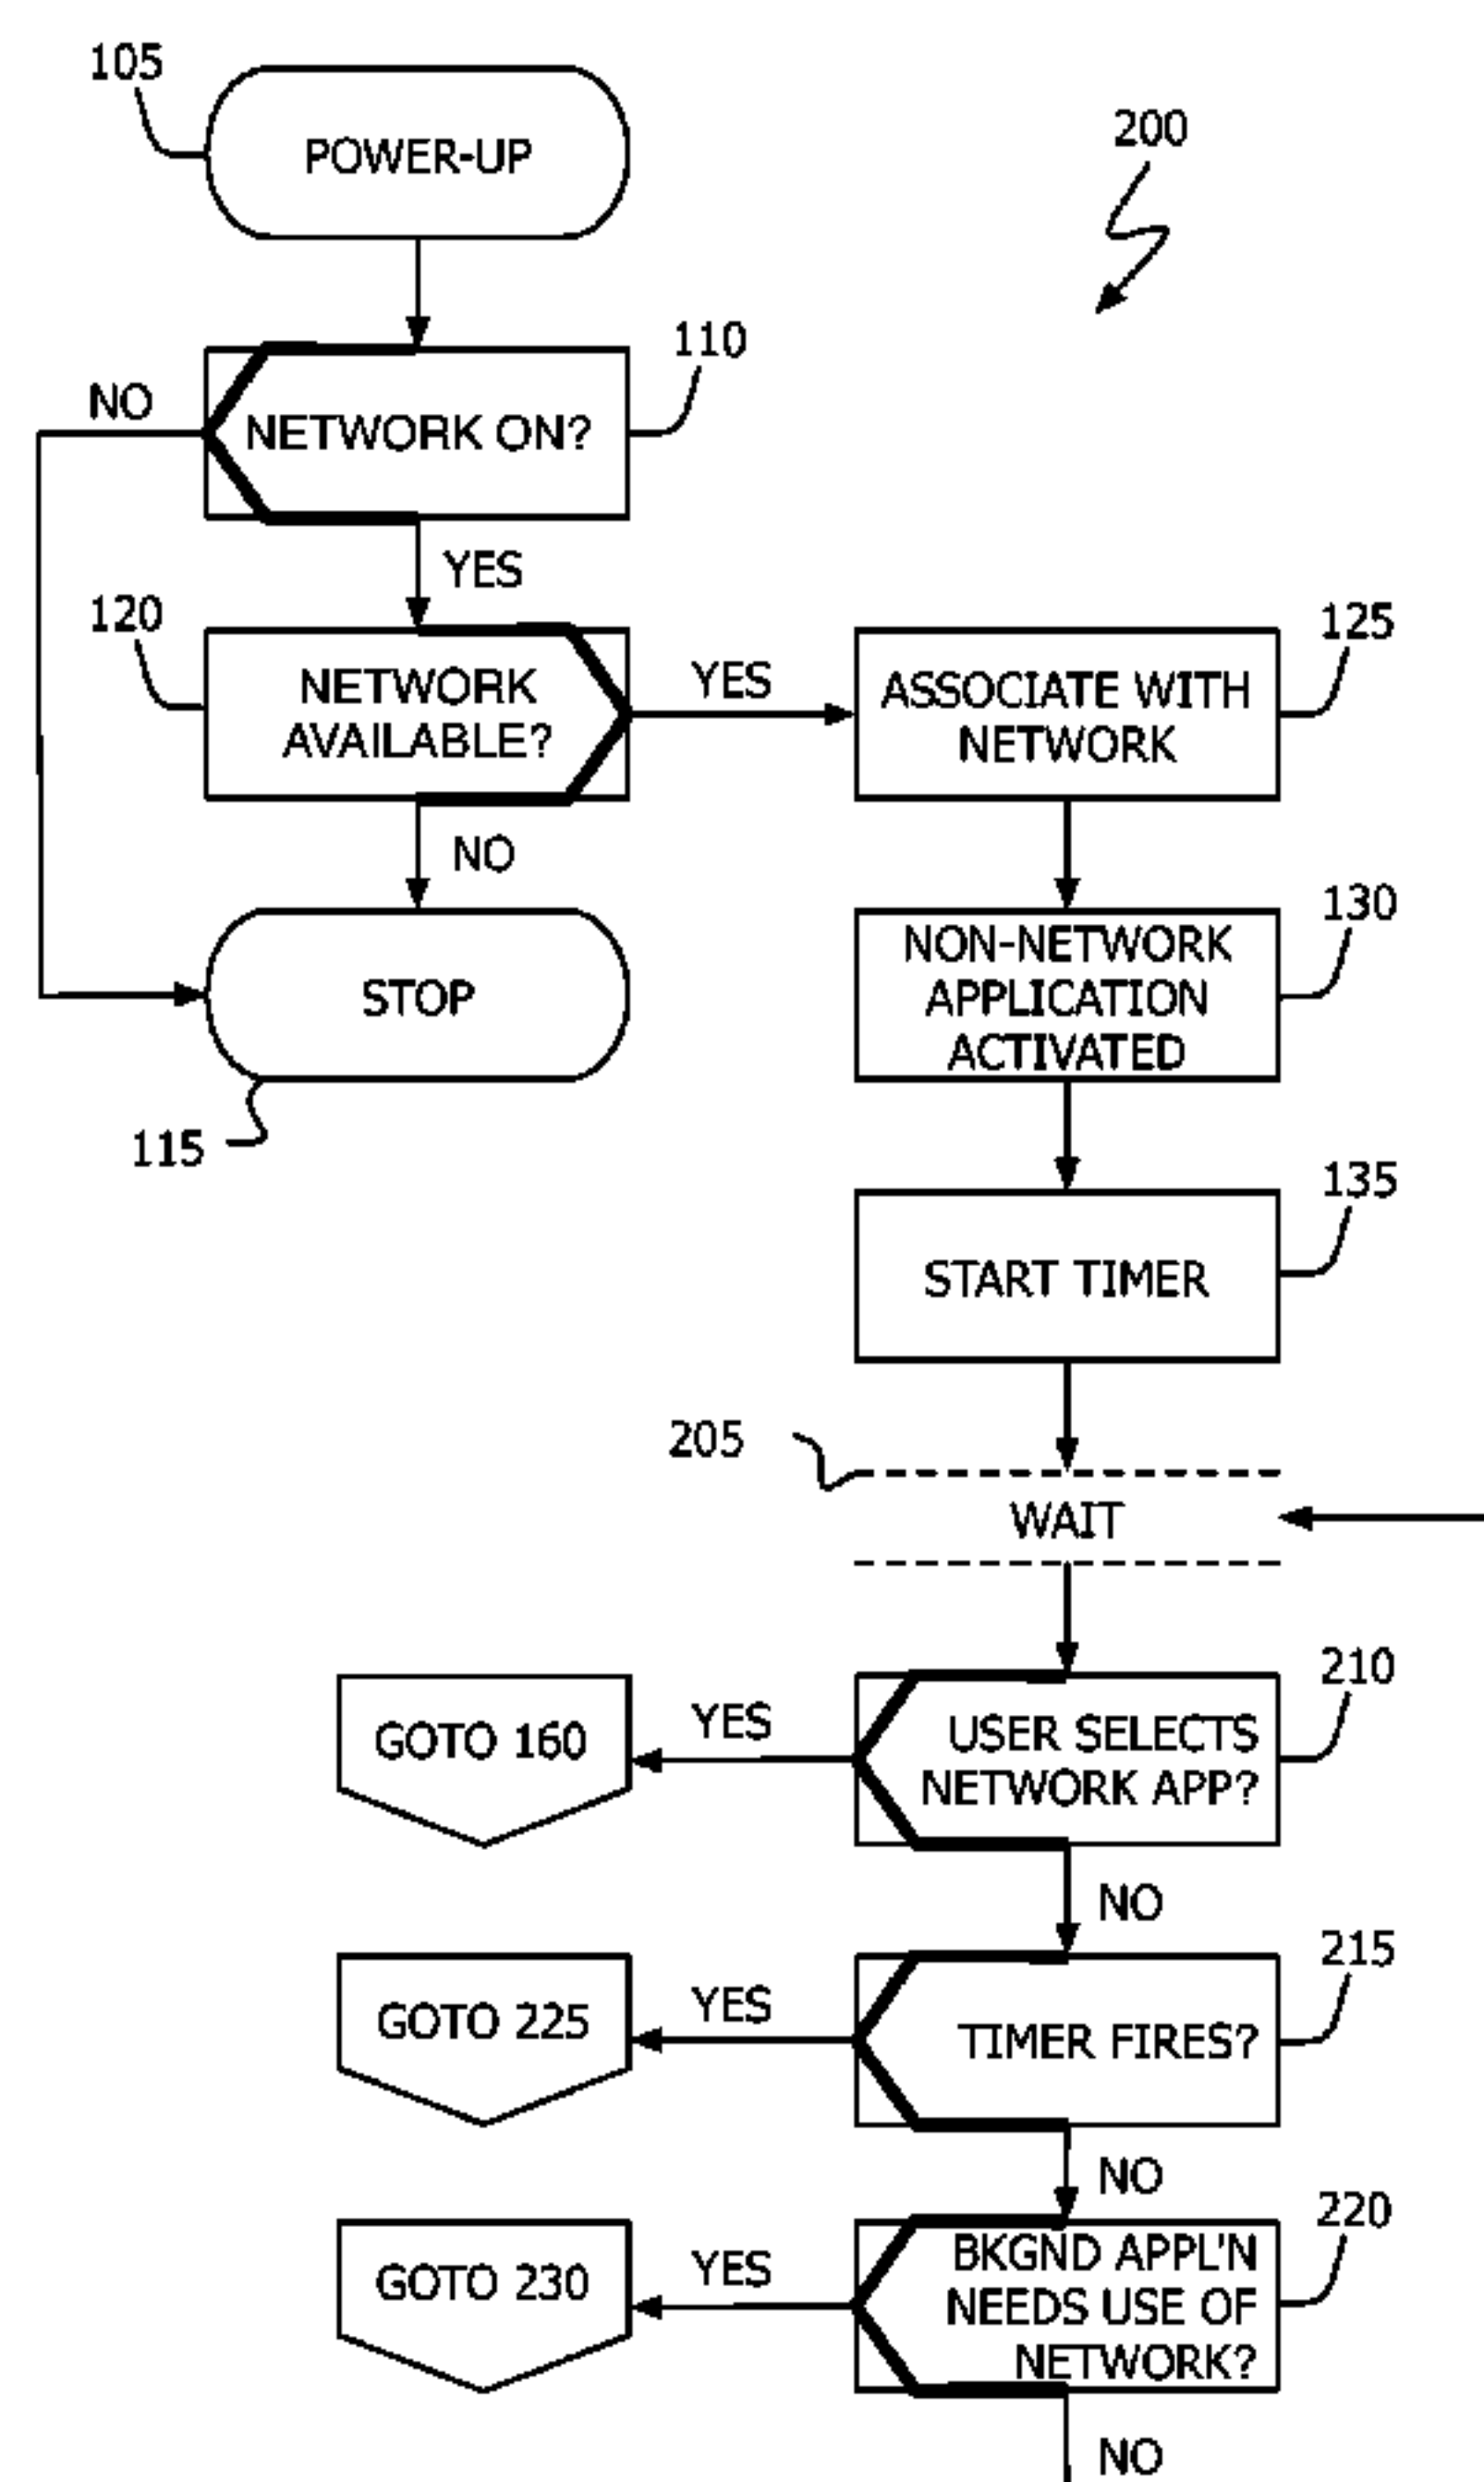 105
POWER-UP
200
110
NO
NETWORK ON?
YES
120
NETWORK
AVAILABLE?
YES
ASSOCIATE WITH
NETWORK
125
NO
STOP
115
NON-NETWORK
APPLICATION
ACTIVATED
130
START TIMER
135
205
WAIT
210
USER SELECTS
NETWORK APP?
YES
GOTO 160
NO
215
TIMER FIRES?
YES
GOTO 225
NO
220
BKGND APPL'N
NEEDS USE OF
NETWORK?
YES
GOTO 230
NO